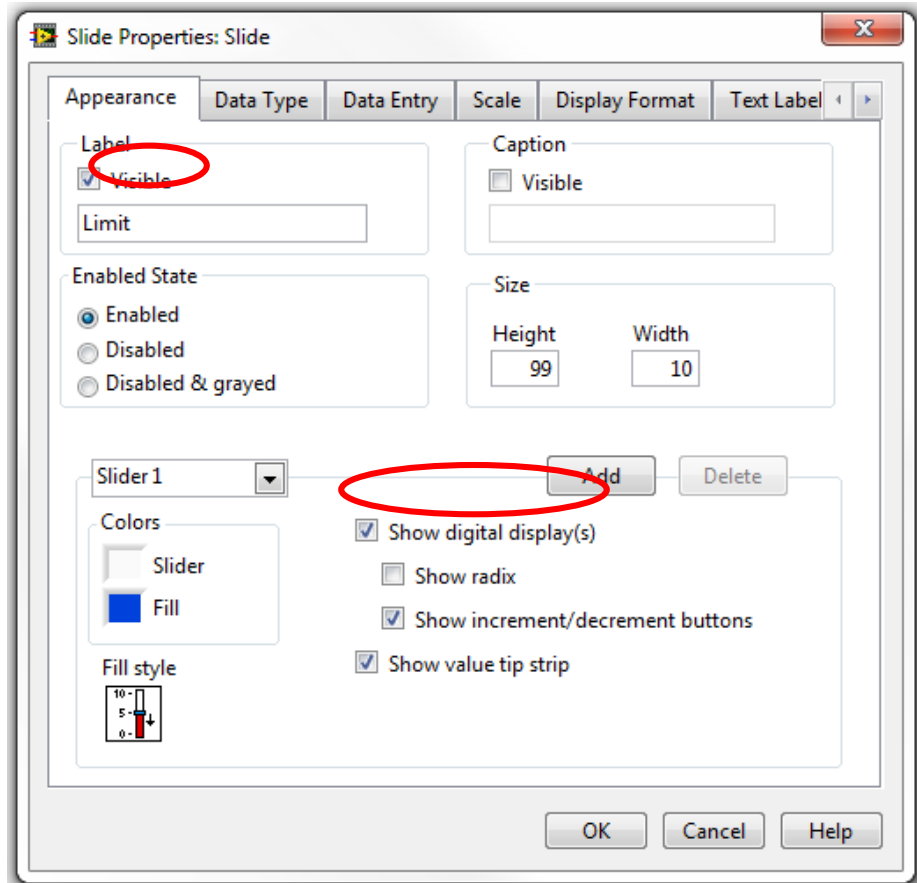 Slide Properties: Slide
Appearance Data Type Data Entry Scale Display Format Text Label
Label
Visible
Limit
Caption
Visible
Enabled State
Enabled
Disabled
Disabled & grayed
Size
Height Width
99 10
Slider 1
Add Delete
Colors
Slider
Fill
Fill style
10
5
0
Show digital display(s)
Show radix
Show increment/decrement buttons
Show value tip strip
OK Cancel Help